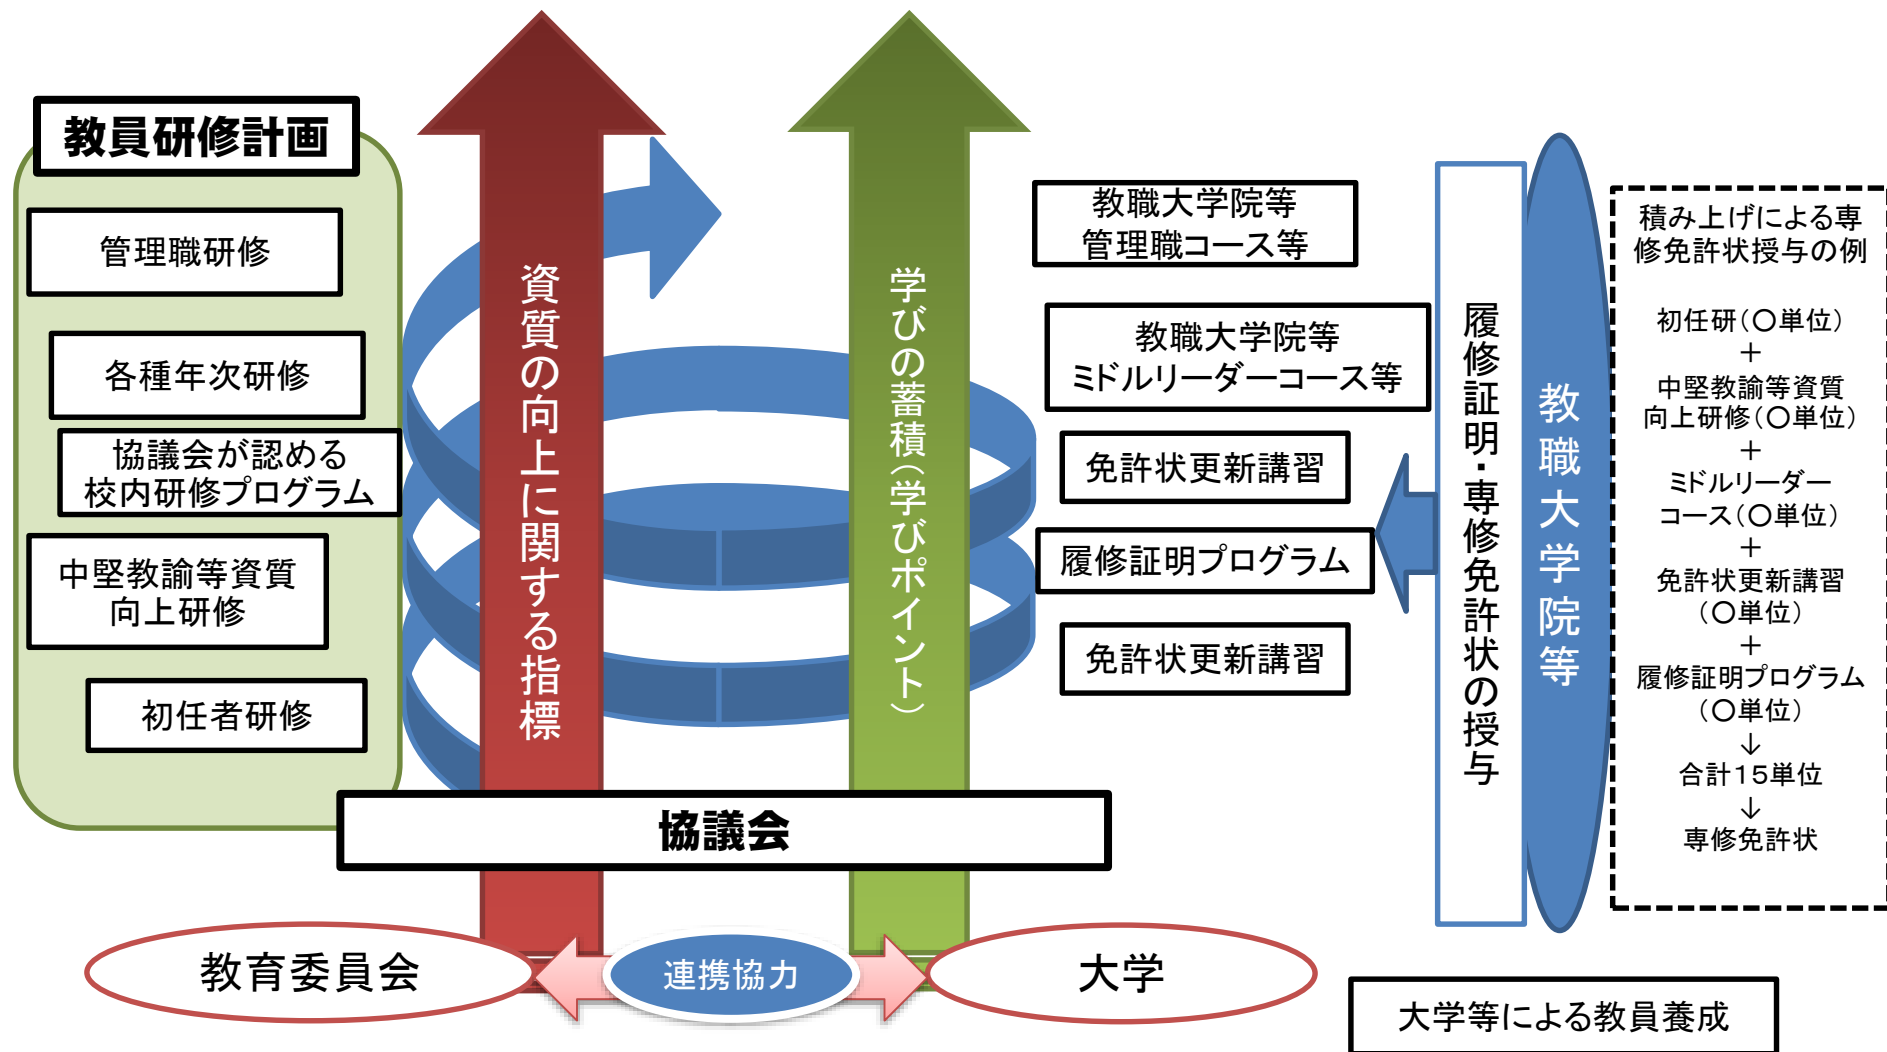 教員研修計画
管理職研修
各種年次研修
協議会が認める
校内研修プログラム
中堅教諭等資質
向上研修
初任者研修
資質の向上に関する指標
学びの蓄積（学びポイント）
教職大学院等
管理職コース等
教職大学院等
ミドルリーダーコース等
免許状更新講習
履修証明プログラム
免許状更新講習
履修証明・専修免許状の授与
教職大学院等
積み上げによる専
修免許状授与の例
初任研（〇単位）
＋
中堅教諭等資質
向上研修（〇単位）
＋
ミドルリーダー
コース（〇単位）
＋
免許状更新講習
（〇単位）
＋
履修証明プログラム
（〇単位）
↓
合計１５単位
↓
専修免許状
協議会
教育委員会
連携協力
大学
大学等による教員養成